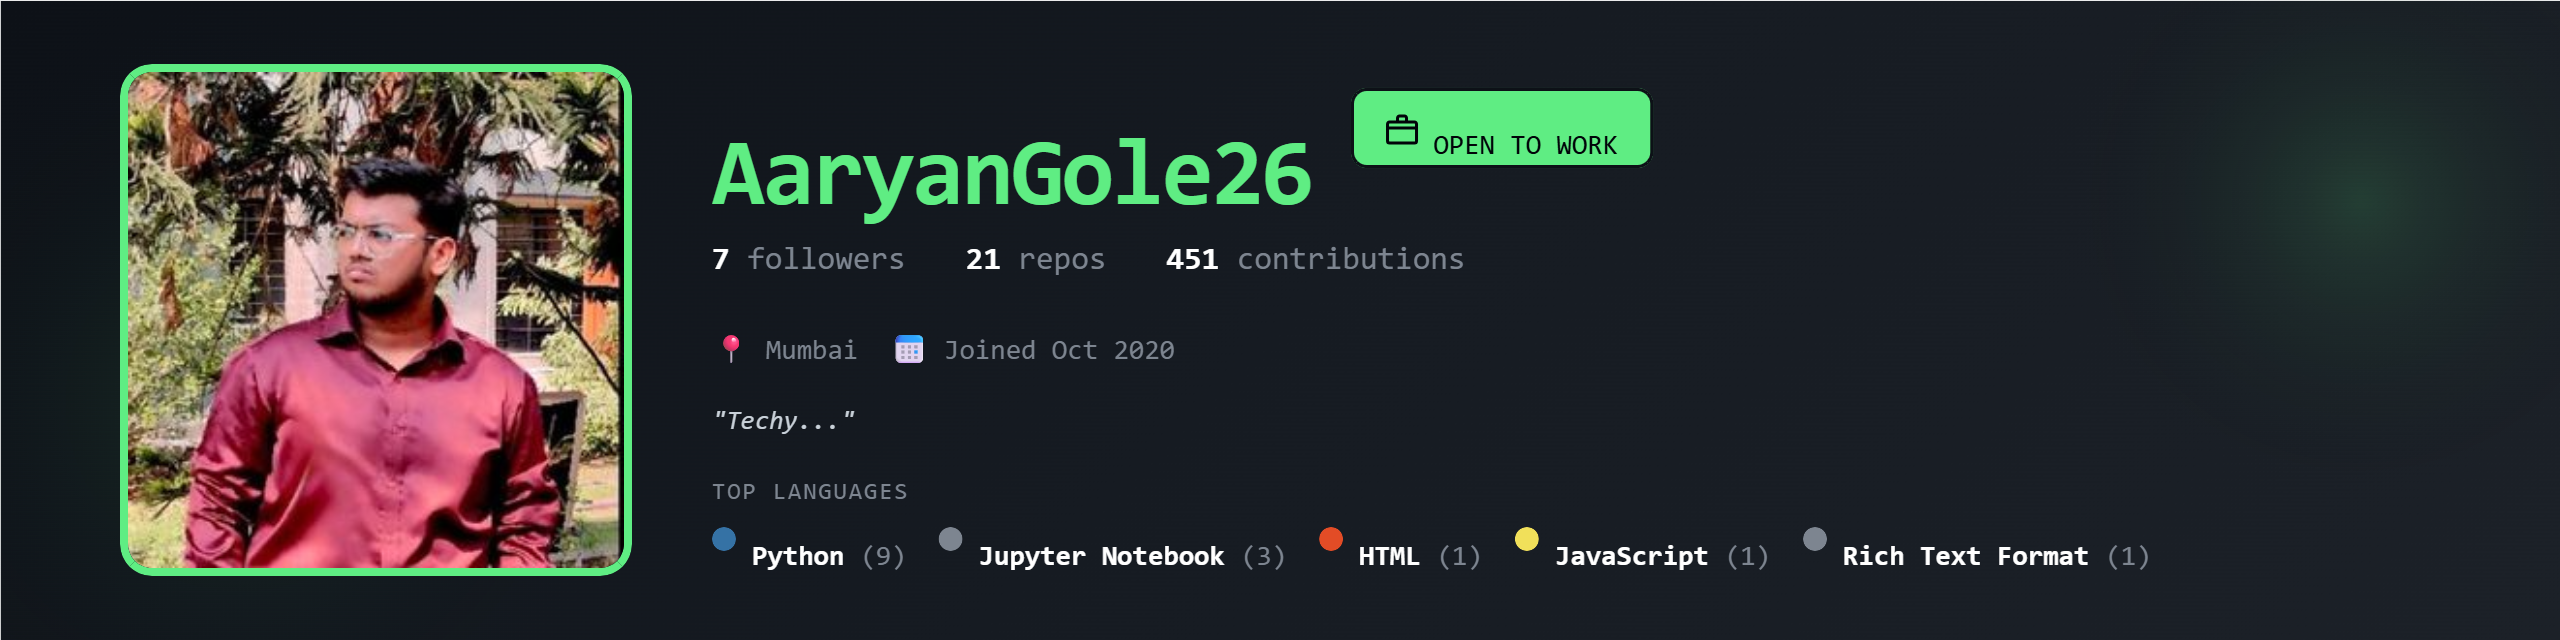 AaryanGole26 OPEN TO WORK
7 followers 21 repos 451 contributions
Mumbai Joined Oct 2020
"Techy..."
TOP LANGUAGES
Python (9) Jupyter Notebook (3) HTML (1) JavaScript (1) Rich Text Format (1)